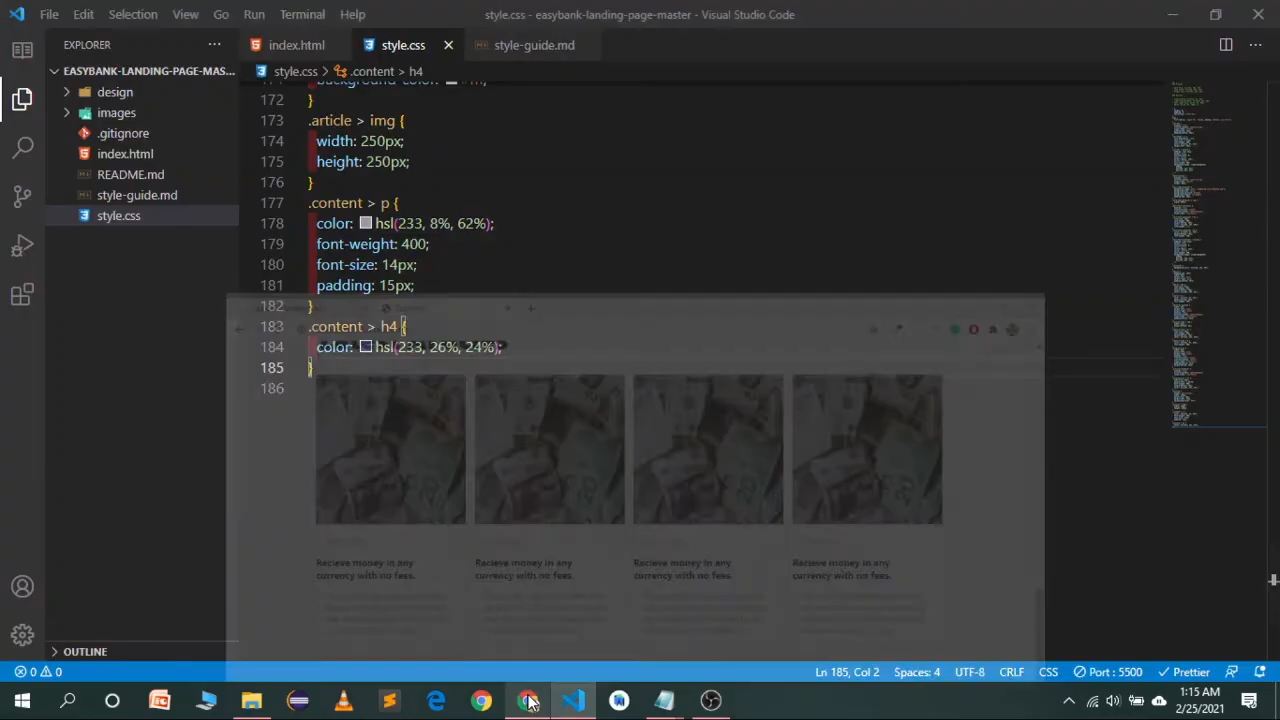 File Edit Selection View Go Run Terminal Help
style.css - easybank-landing-page-master - Visual Studio Code
EXPLORER
index.html
style.css
style-guide.md
EASYBANK-LANDING-PAGE-MAS...
style.css > .content > h4
design
images
.gitignore
index.html
README.md
style-guide.md
style.css
172 }
173 .article > img {
174 width: 250px;
175 height: 250px;
176 }
177 .content > p {
178 color: hsl(233, 8%, 62%);
179 font-weight: 400;
180 font-size: 14px;
181 padding: 15px;
182 }
183 .content > h4 {
184 color: hsl(233, 26%, 24%);
185 }
186
Recieve money in any Recieve money in any Recieve money in any Recieve money in any
currency with no fees. currency with no fees. currency with no fees. currency with no fees.
OUTLINE
0 0
Ln 185, Col 2 Spaces: 4 UTF-8 CRLF CSS Port : 5500 Prettier
1:15 AM
2/25/2021